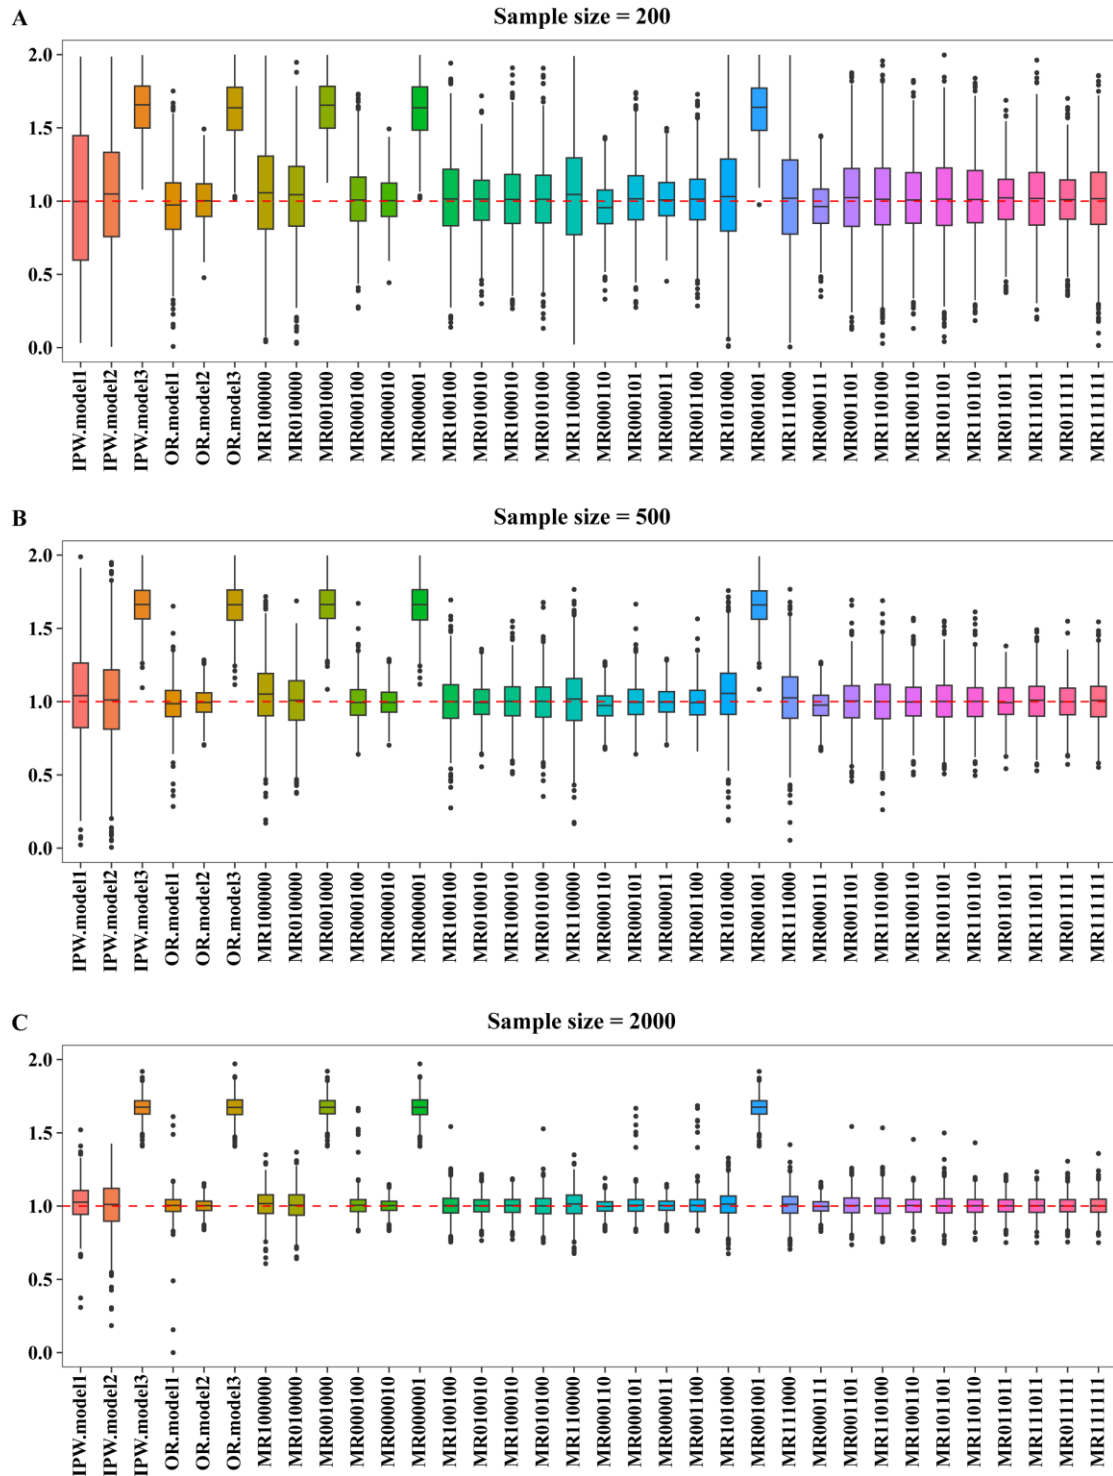 A
Sample size = 200
2.0
1.5
1.0
0.5
0.0
IPW.model1
IPW.model2
IPW.model3
OR.model1
OR.model2
OR.model3
MR100000
MR010000
MR001000
MR000100
MR000010
MR000001
MR100100
MR010010
MR100010
MR010100
MR110000
MR000110
MR000101
MR000011
MR001100
MR101000
MR001001
MR111000
MR000111
MR001101
MR110100
MR100110
MR101101
MR110110
MR011011
MR111011
MR011111
MR111111
B
Sample size = 500
2.0
1.5
1.0
0.5
0.0
IPW.model1
IPW.model2
IPW.model3
OR.model1
OR.model2
OR.model3
MR100000
MR010000
MR001000
MR000100
MR000010
MR000001
MR100100
MR010010
MR100010
MR010100
MR110000
MR000110
MR000101
MR000011
MR001100
MR101000
MR001001
MR111000
MR000111
MR001101
MR110100
MR100110
MR101101
MR110110
MR011011
MR111011
MR011111
MR111111
C
Sample size = 2000
2.0
1.5
1.0
0.5
0.0
IPW.model1
IPW.model2
IPW.model3
OR.model1
OR.model2
OR.model3
MR100000
MR010000
MR001000
MR000100
MR000010
MR000001
MR100100
MR010010
MR100010
MR010100
MR110000
MR000110
MR000101
MR000011
MR001100
MR101000
MR001001
MR111000
MR000111
MR001101
MR110100
MR100110
MR101101
MR110110
MR011011
MR111011
MR011111
MR111111